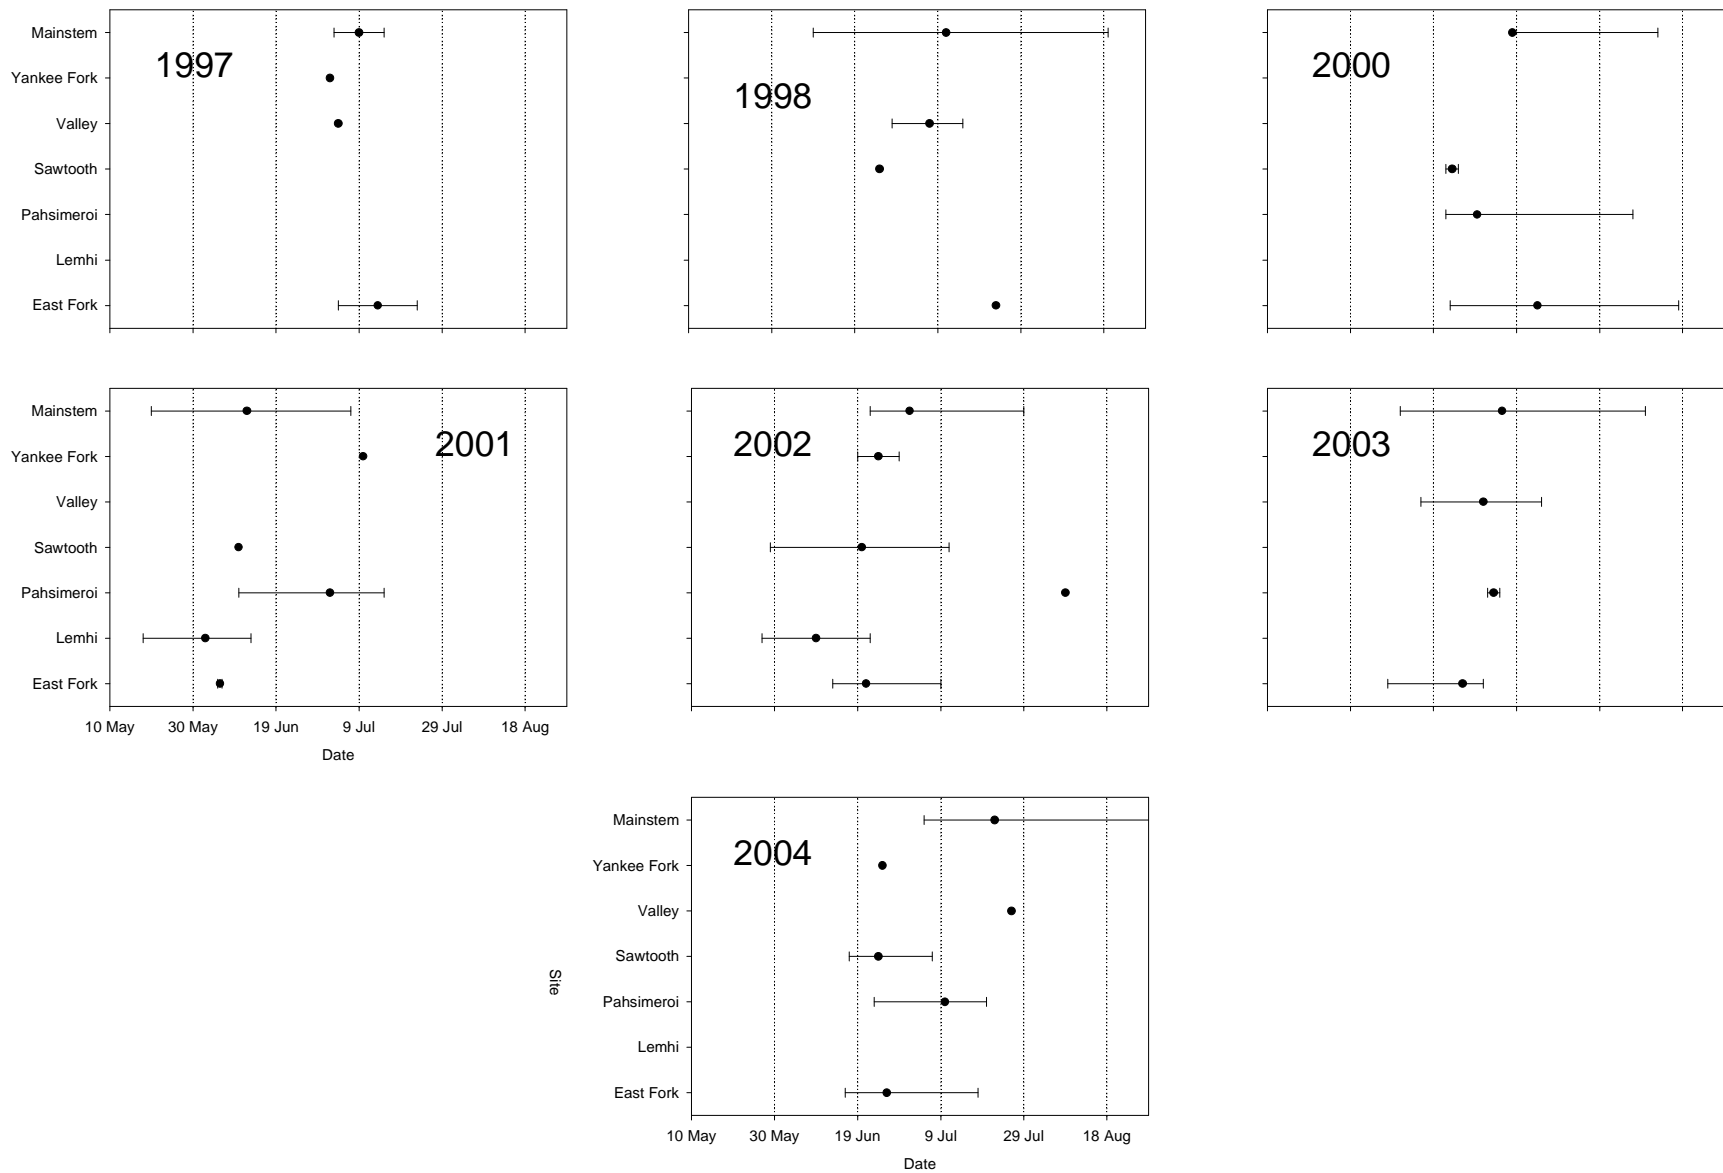 Mainstem
Yankee Fork
Valley
Sawtooth
Pahsimeroi
Lemhi
East Fork
1997
1998
2000
Mainstem
Yankee Fork
Valley
Sawtooth
Pahsimeroi
Lemhi
East Fork
2001
10 May 30 May 19 Jun 9 Jul 29 Jul 18 Aug
Date
2002
2003
Site
Mainstem
Yankee Fork
Valley
Sawtooth
Pahsimeroi
Lemhi
East Fork
2004
10 May 30 May 19 Jun 9 Jul 29 Jul 18 Aug
Date